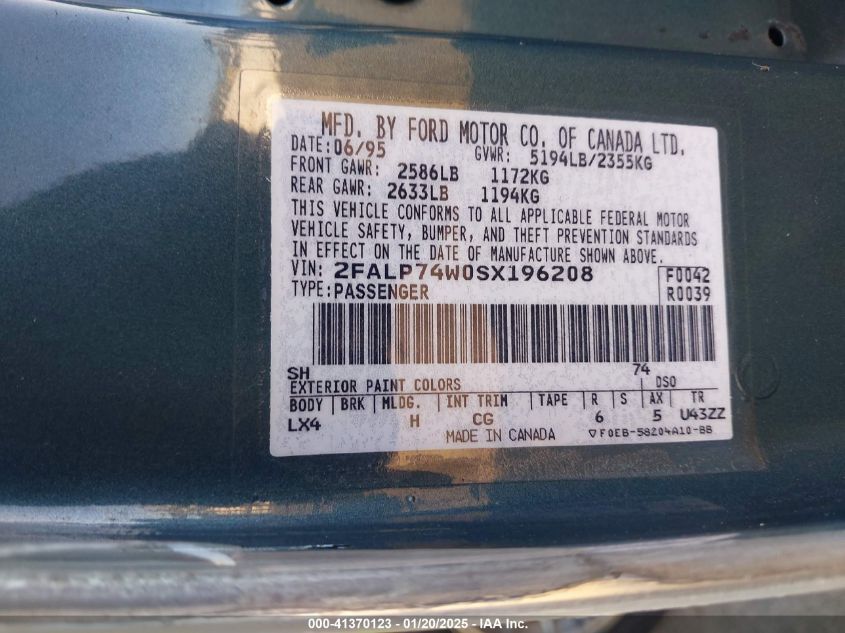 MFD. BY FORD MOTOR CO. OF CANADA LTD.
DATE: 06/95 GVWR: 5194LB/2355KG
FRONT GAWR: 2586LB 1172KG
REAR GAWR: 2633LB 1194KG
THIS VEHICLE CONFORMS TO ALL APPLICABLE FEDERAL MOTOR
VEHICLE SAFETY, BUMPER, AND THEFT PREVENTION STANDARDS
IN EFFECT ON THE DATE OF MANUFACTURE SHOWN ABOVE.
VIN: 2FALP74W0SX196208 F0042
TYPE: PASSENGER R0039
SH 74
EXTERIOR PAINT COLORS DSO
BODY BRK MLDG. INT TRIM TAPE R S AX TR
LX4 H CG 6 5 U43ZZ
MADE IN CANADA ▽F0EB-58204A10-BB
000-41370123 - 01/20/2025 - IAA Inc.